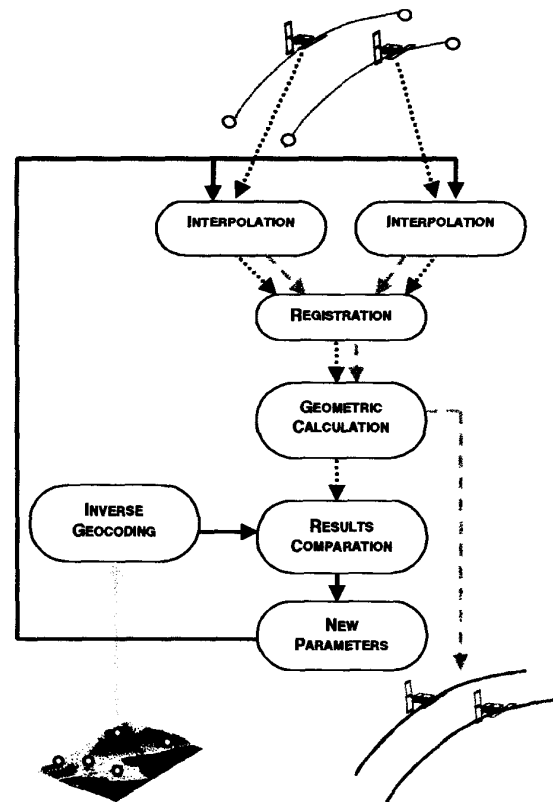 INTERPOLATION
INTERPOLATION
REGISTRATION
GEOMETRIC
CALCULATION
INVERSE
GEOCODING
RESULTS
COMPARATION
NEW
PARAMETERS